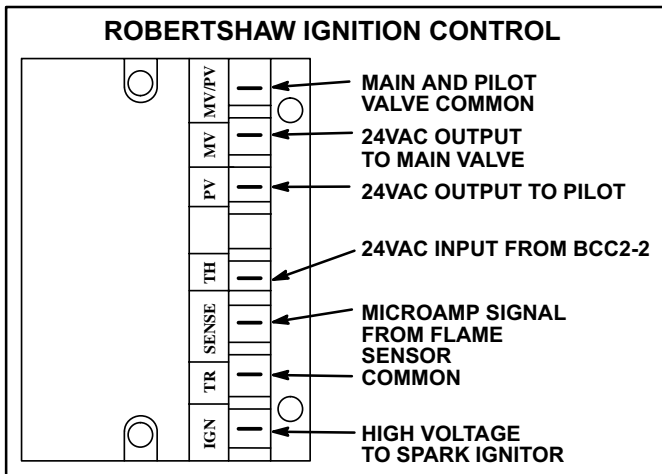 ROBERTSHAW IGNITION CONTROL
MV/PV
MAIN AND PILOT
VALVE COMMON
MV
24VAC OUTPUT
TO MAIN VALVE
PV
24VAC OUTPUT TO PILOT
TH
24VAC INPUT FROM BCC2-2
SENSE
MICROAMP SIGNAL
FROM FLAME
SENSOR
TR
COMMON
IGN
HIGH VOLTAGE
TO SPARK IGNITOR